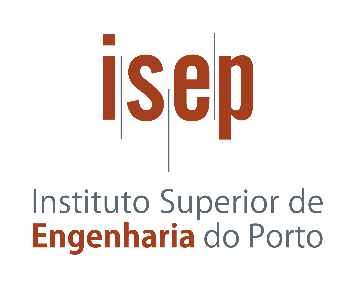 isep
Instituto Superior de
Engenharia do Porto